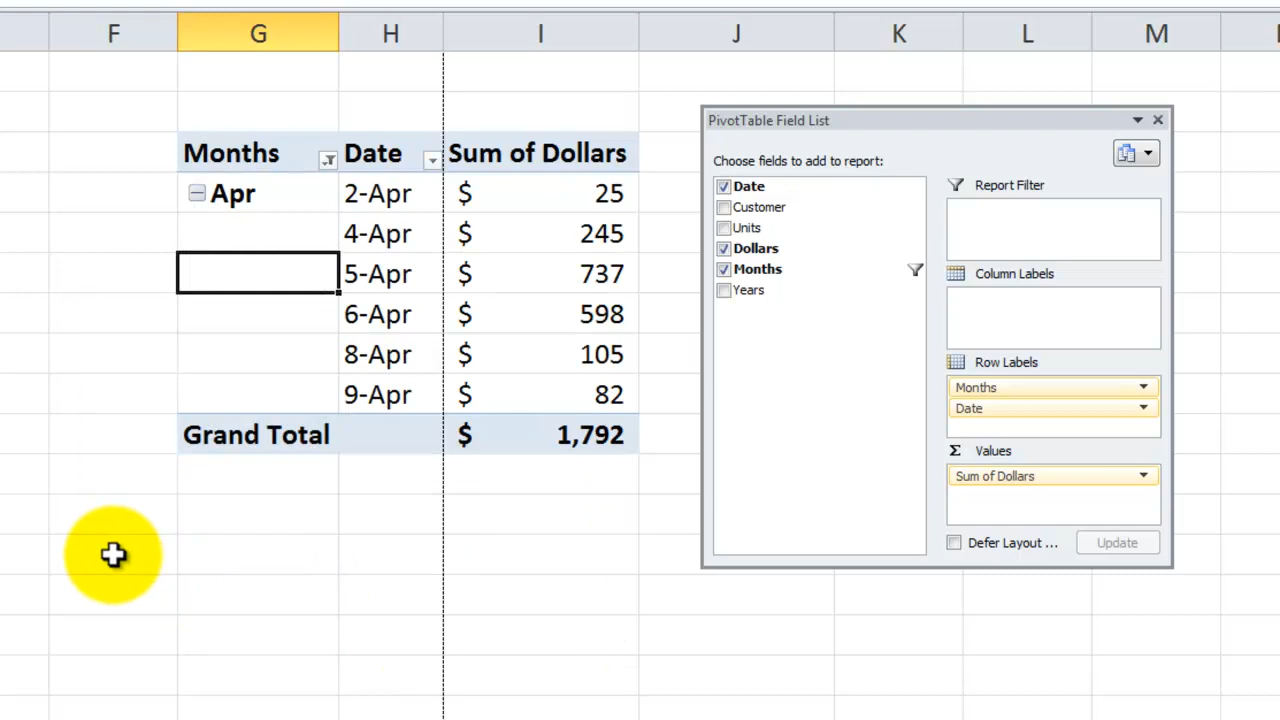 F G H I J K L M
Months Date Sum of Dollars
Apr 2-Apr $ 25
4-Apr $ 245
5-Apr $ 737
6-Apr $ 598
8-Apr $ 105
9-Apr $ 82
Grand Total $ 1,792
PivotTable Field List
Choose fields to add to report:
Date
Customer
Units
Dollars
Months
Years
Report Filter
Column Labels
Row Labels
Months
Date
Σ Values
Sum of Dollars
Defer Layout ... Update